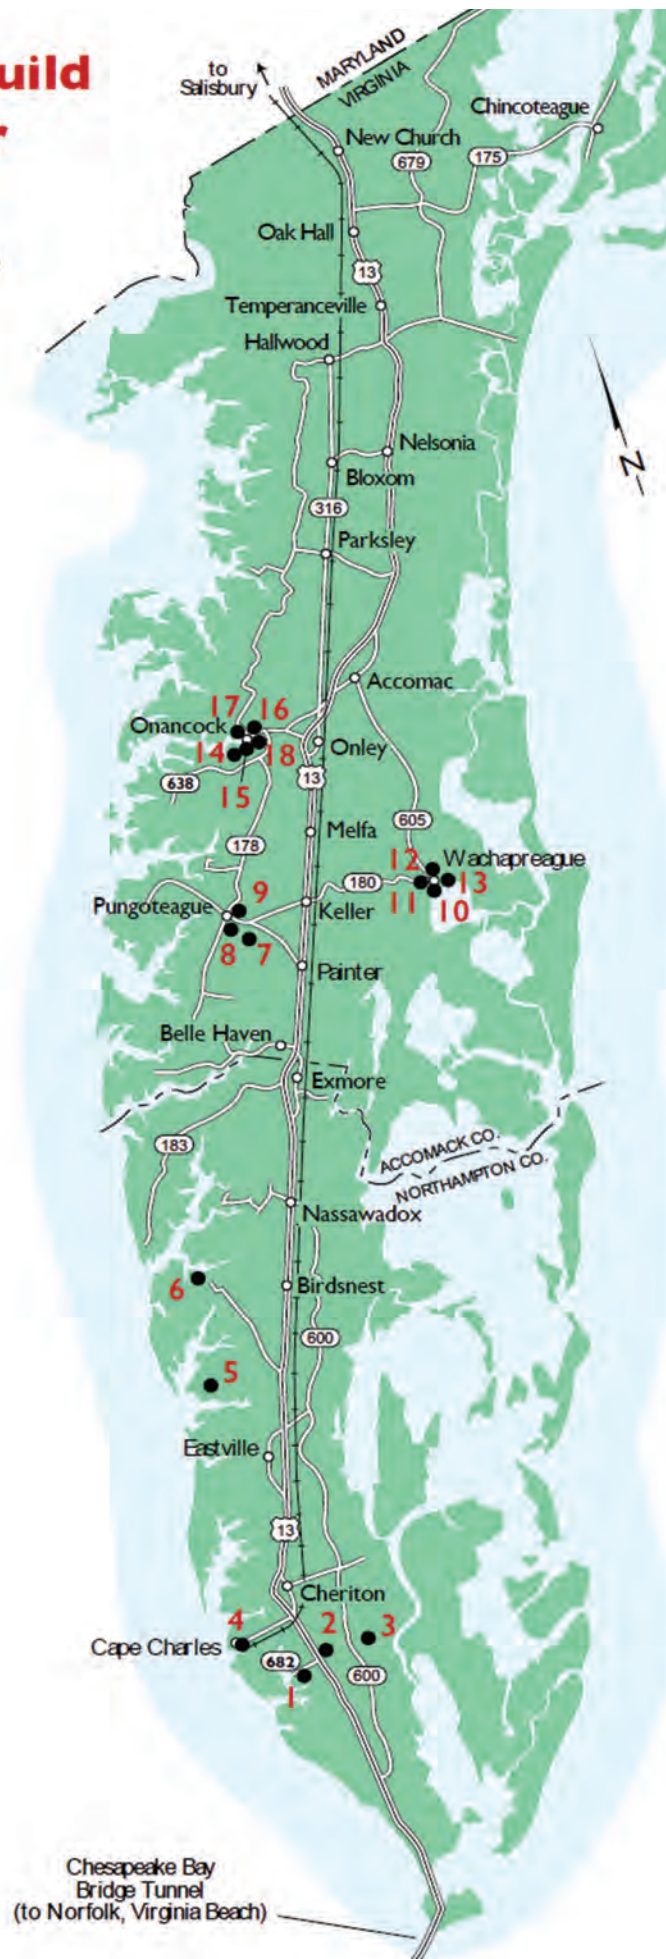 uild
r
to
Salisbury
MARYLAND
VIRGINIA
Chincoteague
New Church
679
175
Oak Hall
13
Temperanceville
Hallwood
Nelsonia
Bloxom
316
Parksley
N
Accomac
17
16
Onancock
14
18
Onley
638
15
13
605
Melfa
178
12
Wachapreague
9
180
13
Pungoteague
Keller
11
10
8
7
Painter
Belle Haven
Exmore
183
ACCOMACK CO.
NORTHAMPTON CO.
Nassawadox
6
Birdsnest
600
5
Eastville
13
Cheriton
4
2
3
Cape Charles
682
600
1
Chesapeake Bay
Bridge Tunnel
(to Norfolk, Virginia Beach)